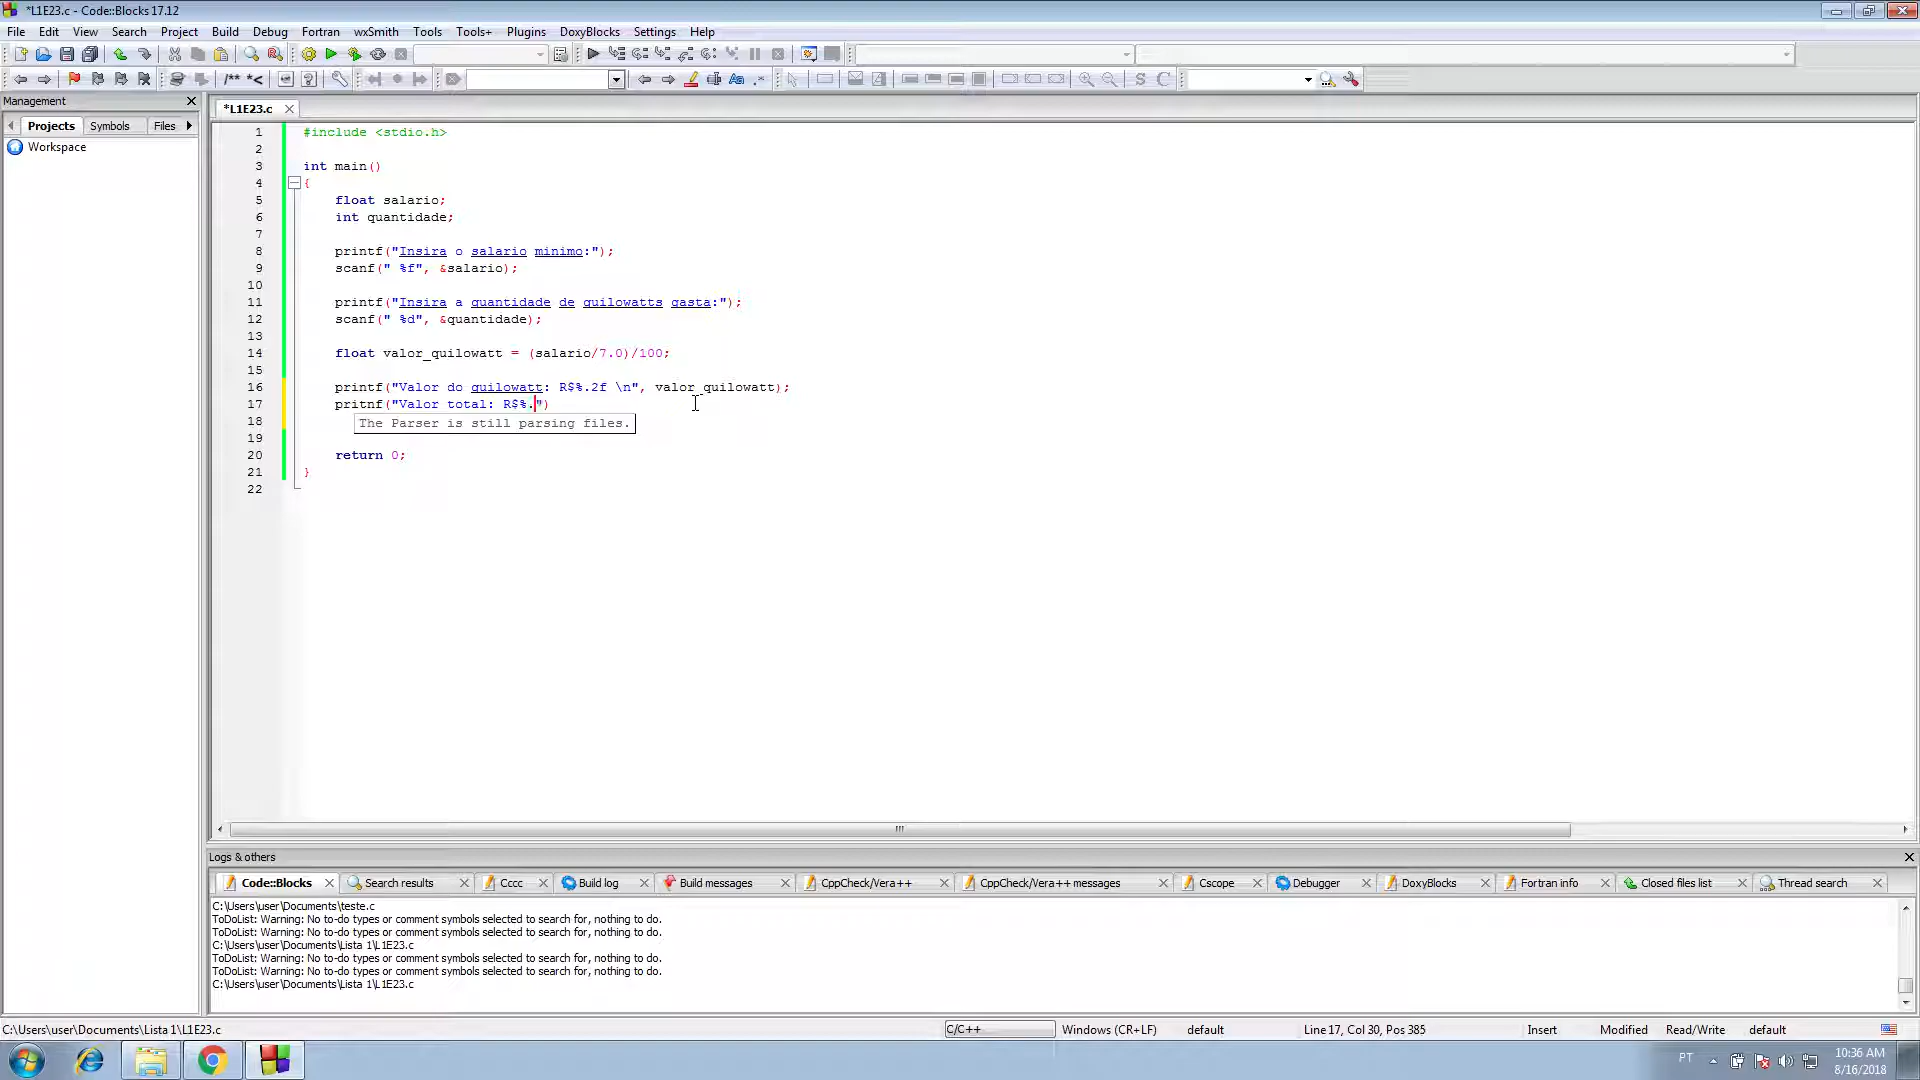 *L1E23.c - Code::Blocks 17.12
File Edit View Search Project Build Debug Fortran wxSmith Tools Tools+ Plugins DoxyBlocks Settings Help
/** *<
Management
*L1E23.c
Projects Symbols Files
Workspace
1 #include <stdio.h>
2
3 int main()
4 {
5 float salario;
6 int quantidade;
7
8 printf("Insira o salario minimo:");
9 scanf(" %f", &salario);
10
11 printf("Insira a quantidade de quilowatts gasta:");
12 scanf(" %d", &quantidade);
13
14 float valor_quilowatt = (salario/7.0)/100;
15
16 printf("Valor do quilowatt: R$%.2f \n", valor_quilowatt);
17 pritnf("Valor total: R$%.")
18 The Parser is still parsing files.
19
20 return 0;
21 }
22
Logs & others
Code::Blocks Search results Cccc Build log Build messages CppCheck/Vera++ CppCheck/Vera++ messages Cscope Debugger DoxyBlocks Fortran info Closed files list Thread search
C:\Users\user\Documents\teste.c
ToDoList: Warning: No to-do types or comment symbols selected to search for, nothing to do.
ToDoList: Warning: No to-do types or comment symbols selected to search for, nothing to do.
C:\Users\user\Documents\Lista 1\L1E23.c
ToDoList: Warning: No to-do types or comment symbols selected to search for, nothing to do.
ToDoList: Warning: No to-do types or comment symbols selected to search for, nothing to do.
C:\Users\user\Documents\Lista 1\L1E23.c
C:\Users\user\Documents\Lista 1\L1E23.c C/C++ Windows (CR+LF) default Line 17, Col 30, Pos 385 Insert Modified Read/Write default
PT
10:36 AM
8/16/2018